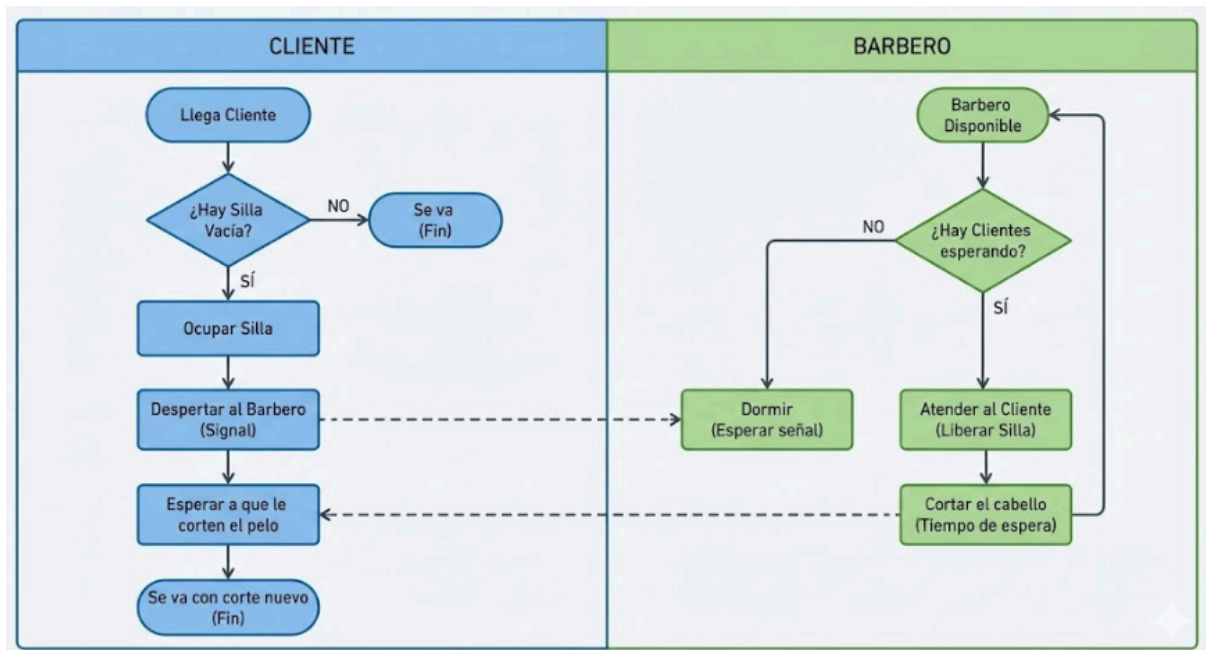 CLIENTE
Llega Cliente
¿Hay Silla
Vacía?
NO
Se va
(Fin)
SÍ
Ocupar Silla
Despertar al Barbero
(Signal)
Esperar a que le
corten el pelo
Se va con corte nuevo
(Fin)
BARBERO
Barbero
Disponible
¿Hay Clientes
esperando?
NO
SÍ
Dormir
(Esperar señal)
Atender al Cliente
(Liberar Silla)
Cortar el cabello
(Tiempo de espera)